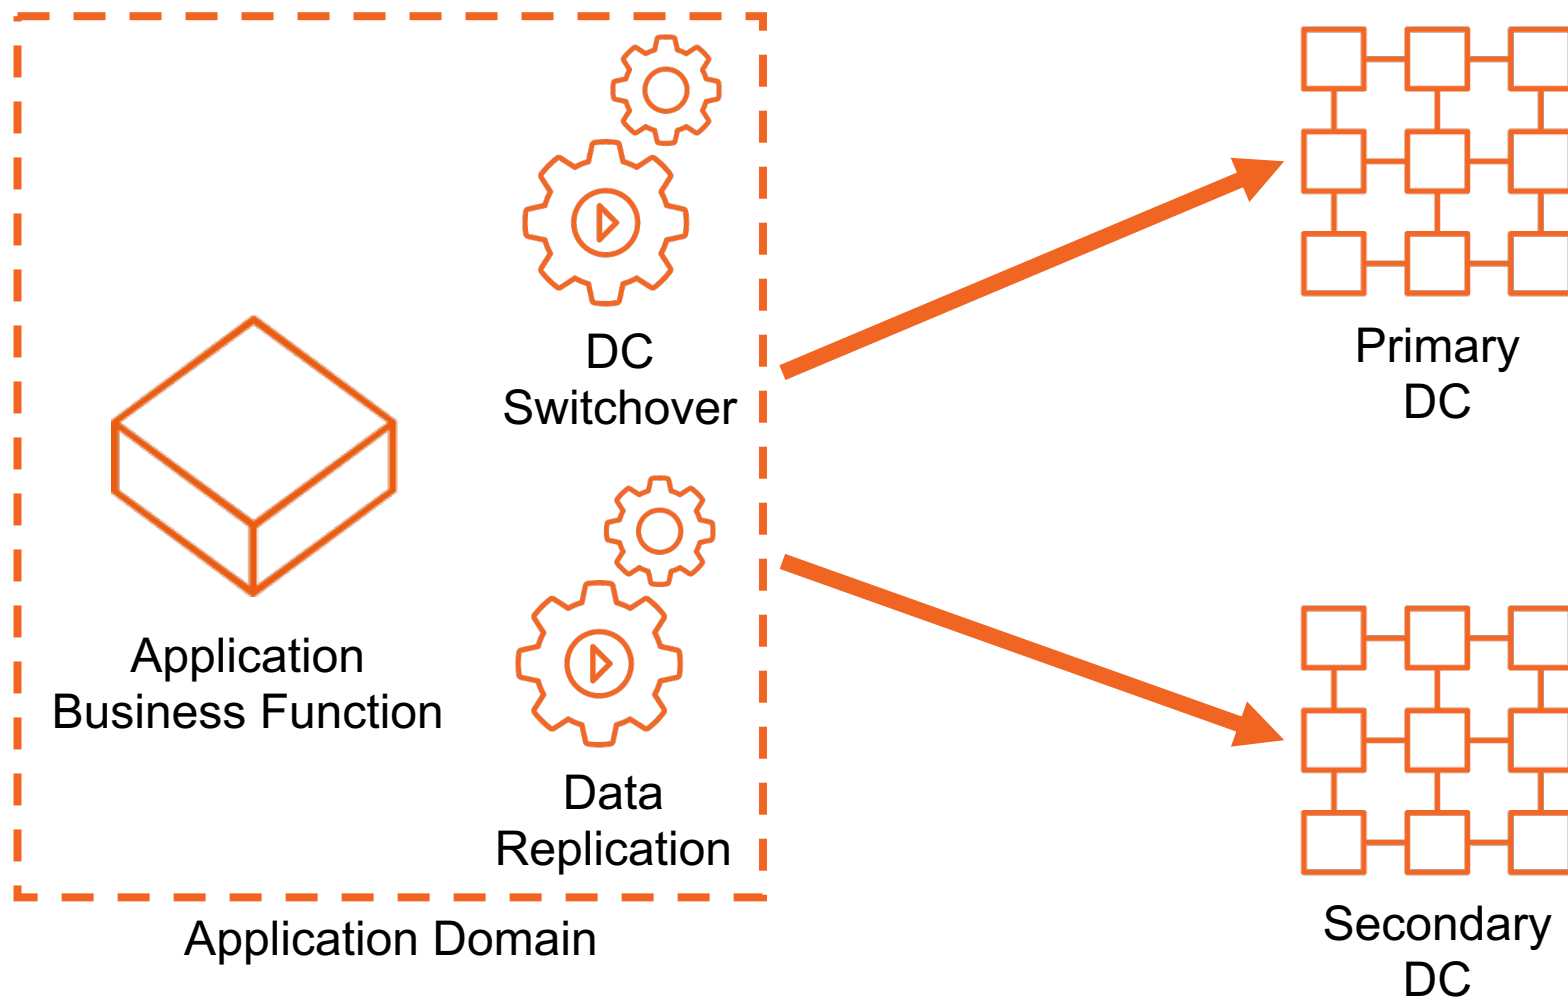 DC
Switchover
Application
Business Function
Data
Replication
Application Domain
Primary
DC
Secondary
DC